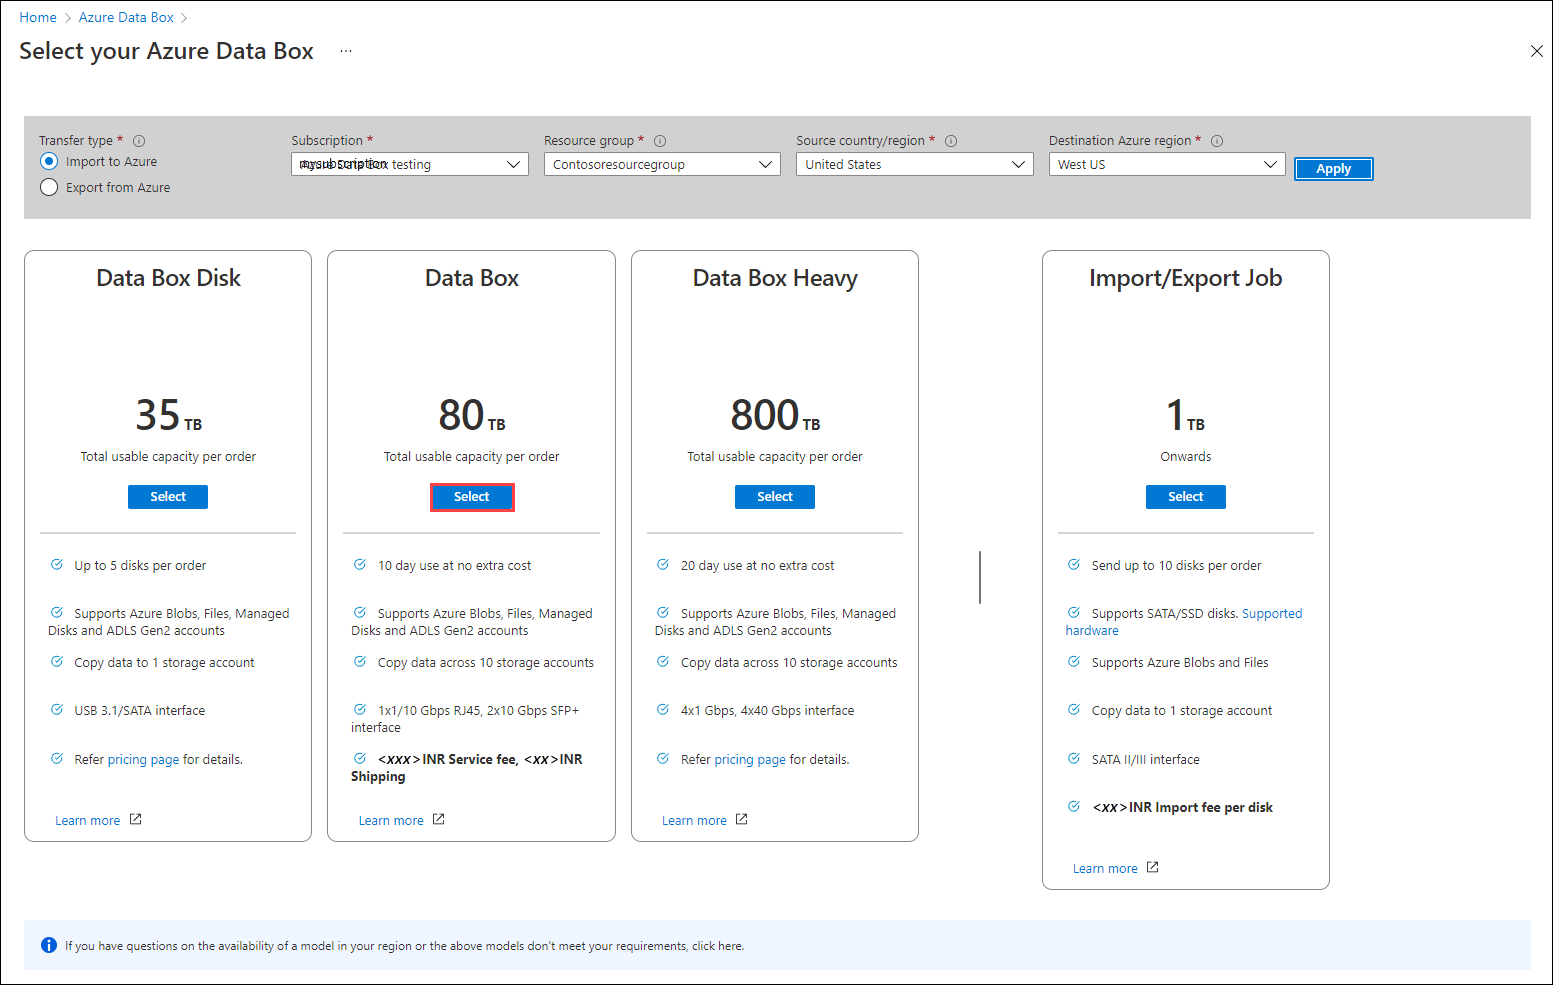 Home > Azure Data Box >
Select your Azure Data Box ...
Transfer type *
Import to Azure
Export from Azure
Subscription *
Box testing
Resource group *
Contosoresourcegroup
Source country/region *
United States
Destination Azure region *
West US
Apply
Data Box Disk
35 TB
Total usable capacity per order
Select
Up to 5 disks per order
Supports Azure Blobs, Files, Managed
Disks and ADLS Gen2 accounts
Copy data to 1 storage account
USB 3.1/SATA interface
Refer pricing page for details.
Learn more
Data Box
80 TB
Total usable capacity per order
Select
10 day use at no extra cost
Supports Azure Blobs, Files, Managed
Disks and ADLS Gen2 accounts
Copy data across 10 storage accounts
1x1/10 Gbps RJ45, 2x10 Gbps SFP+
interface
<xxx>INR Service fee, <xx>INR
Shipping
Learn more
Data Box Heavy
800 TB
Total usable capacity per order
Select
20 day use at no extra cost
Supports Azure Blobs, Files, Managed
Disks and ADLS Gen2 accounts
Copy data across 10 storage accounts
4x1 Gbps, 4x40 Gbps interface
Refer pricing page for details.
Learn more
Import/Export Job
1 TB
Onwards
Select
Send up to 10 disks per order
Supports SATA/SSD disks. Supported
hardware
Supports Azure Blobs and Files
Copy data to 1 storage account
SATA II/III interface
<xx>INR Import fee per disk
Learn more
If you have questions on the availability of a model in your region or the above models don't meet your requirements, click here.